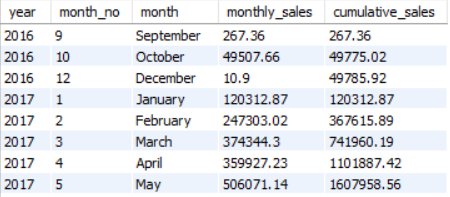 year month_no month monthly_sales cumulative_sales
2016 9 September 267.36 267.36
2016 10 October 49507.66 49775.02
2016 12 December 10.9 49785.92
2017 1 January 120312.87 120312.87
2017 2 February 247303.02 367615.89
2017 3 March 374344.3 741960.19
2017 4 April 359927.23 1101887.42
2017 5 May 506071.14 1607958.56